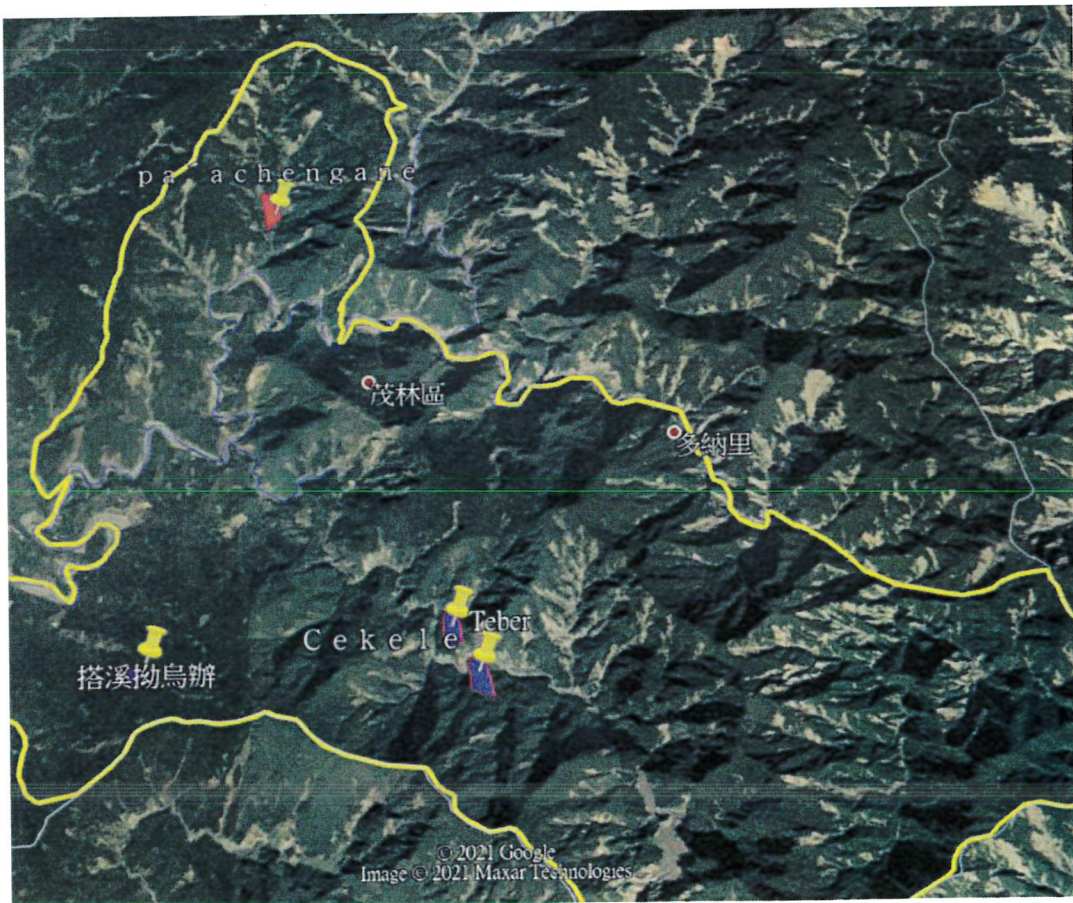 pa achengane
茂林區
多納里
Teber
Cekele
搭溪拗烏辦
© 2021 Google
Image © 2021 Maxar Technologies